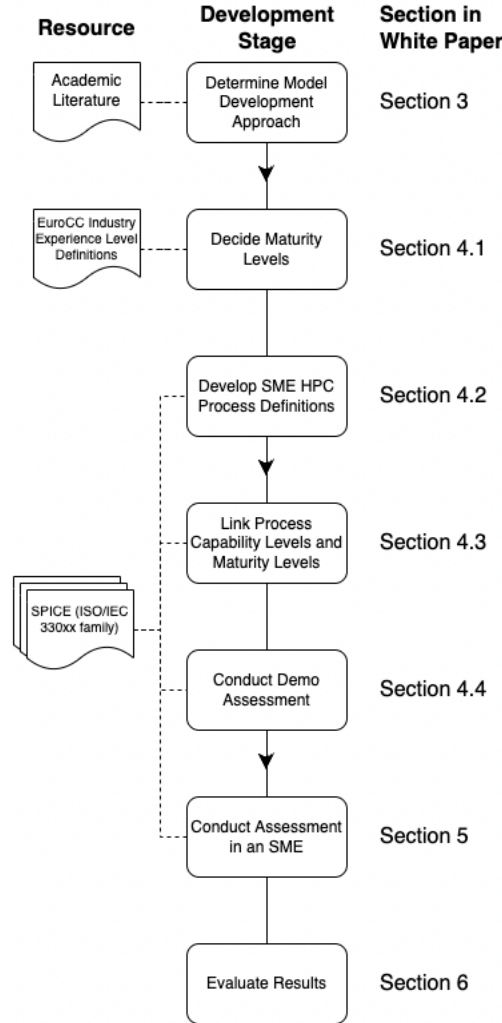 Resource
Development
Stage
Section in
White Paper
Academic
Literature
Determine Model
Development
Approach
Section 3
EuroCC Industry
Experience Level
Definitions
Decide Maturity
Levels
Section 4.1
Develop SME HPC
Process Definitions
Section 4.2
Link Process
Capability Levels and
Maturity Levels
Section 4.3
SPICE (ISO/IEC
330xx family)
Conduct Demo
Assessment
Section 4.4
Conduct Assessment
in an SME
Section 5
Evaluate Results
Section 6